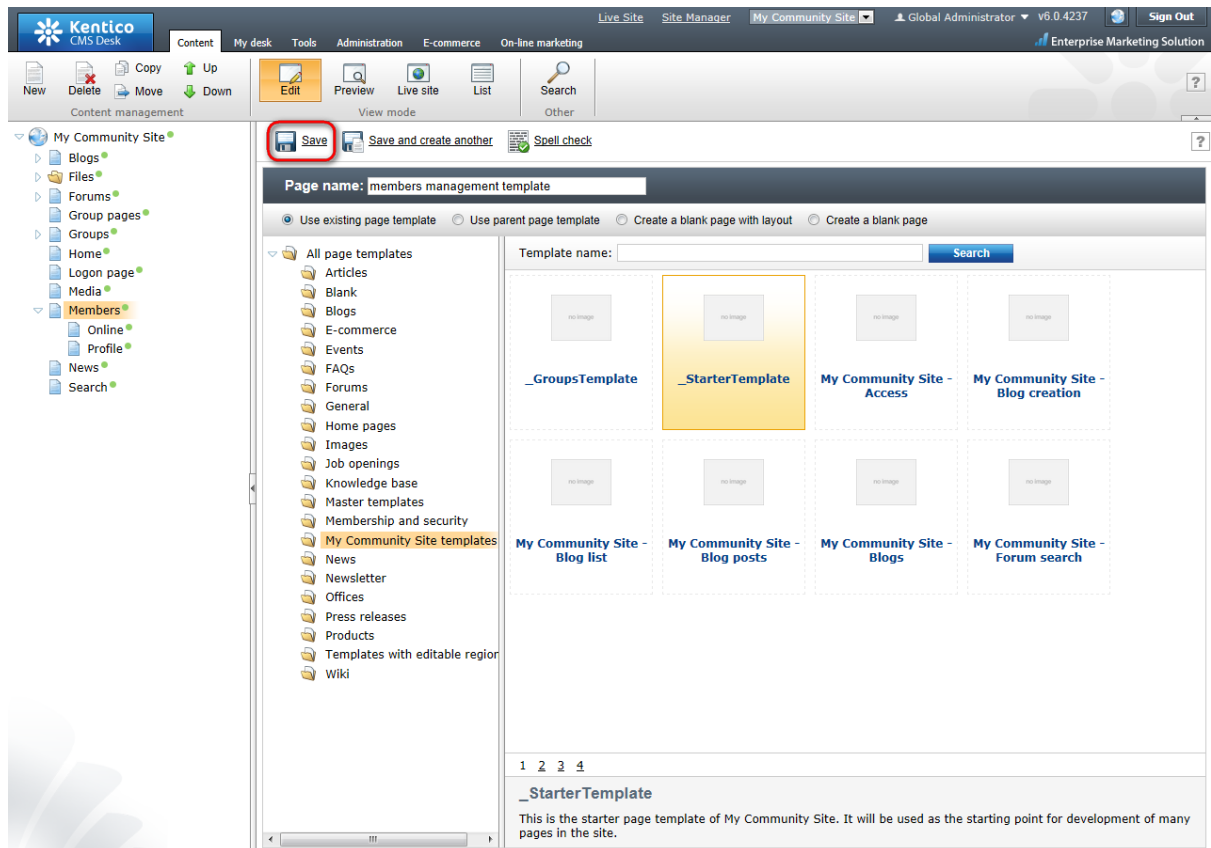 Kentico
CMS Desk
Live Site Site Manager My Community Site Global Administrator v6.0.4237 Sign Out
Content My desk Tools Administration E-commerce On-line marketing
Enterprise Marketing Solution
New Delete Copy Move Up Down
Content management
Edit Preview Live site List
View mode
Search
Other
?
My Community Site
Blogs
Files
Forums
Group pages
Groups
Home
Logon page
Media
Members
Online
Profile
News
Search
Save Save and create another Spell check
?
Page name: members management template
Use existing page template Use parent page template Create a blank page with layout Create a blank page
All page templates
Articles
Blank
Blogs
E-commerce
Events
FAQs
Forums
General
Home pages
Images
Job openings
Knowledge base
Master templates
Membership and security
My Community Site templates
News
Newsletter
Offices
Press releases
Products
Templates with editable region
Wiki
Template name: Search
no image no image no image no image
_GroupsTemplate _StarterTemplate My Community Site - Access My Community Site - Blog creation
no image no image no image no image
My Community Site - Blog list My Community Site - Blog posts My Community Site - Blogs My Community Site - Forum search
1 2 3 4
_StarterTemplate
This is the starter page template of My Community Site. It will be used as the starting point for development of many
pages in the site.